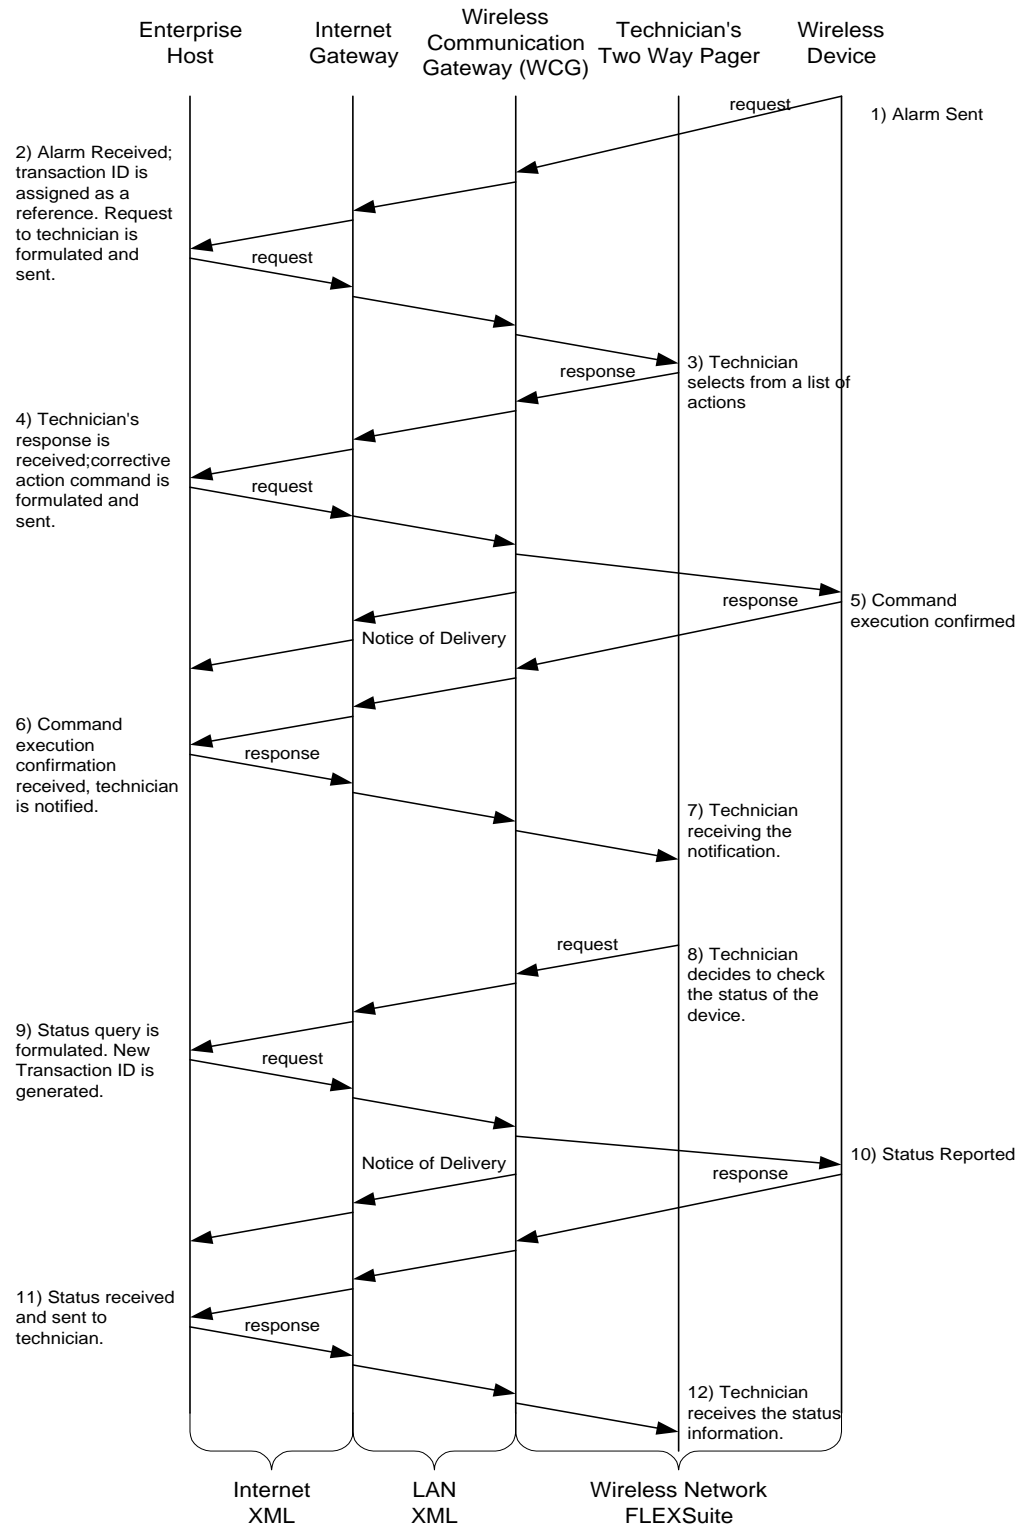 Enterprise
Host
Internet
Gateway
Wireless
Communication
Gateway (WCG)
Technician's
Two Way Pager
Wireless
Device
request
1) Alarm Sent
2) Alarm Received;
transaction ID is
assigned as a
reference. Request
to technician is
formulated and
sent.
request
response
3) Technician
selects from a list of
actions
4) Technician's
response is
received;corrective
action command is
formulated and
sent.
request
response
5) Command
execution confirmed
Notice of Delivery
6) Command
execution
confirmation
received, technician
is notified.
response
7) Technician
receiving the
notification.
request
8) Technician
decides to check
the status of the
device.
9) Status query is
formulated. New
Transaction ID is
generated.
request
10) Status Reported
Notice of Delivery
response
11) Status received
and sent to
technician.
response
12) Technician
receives the status
information.
Internet
XML
LAN
XML
Wireless Network
FLEXSuite